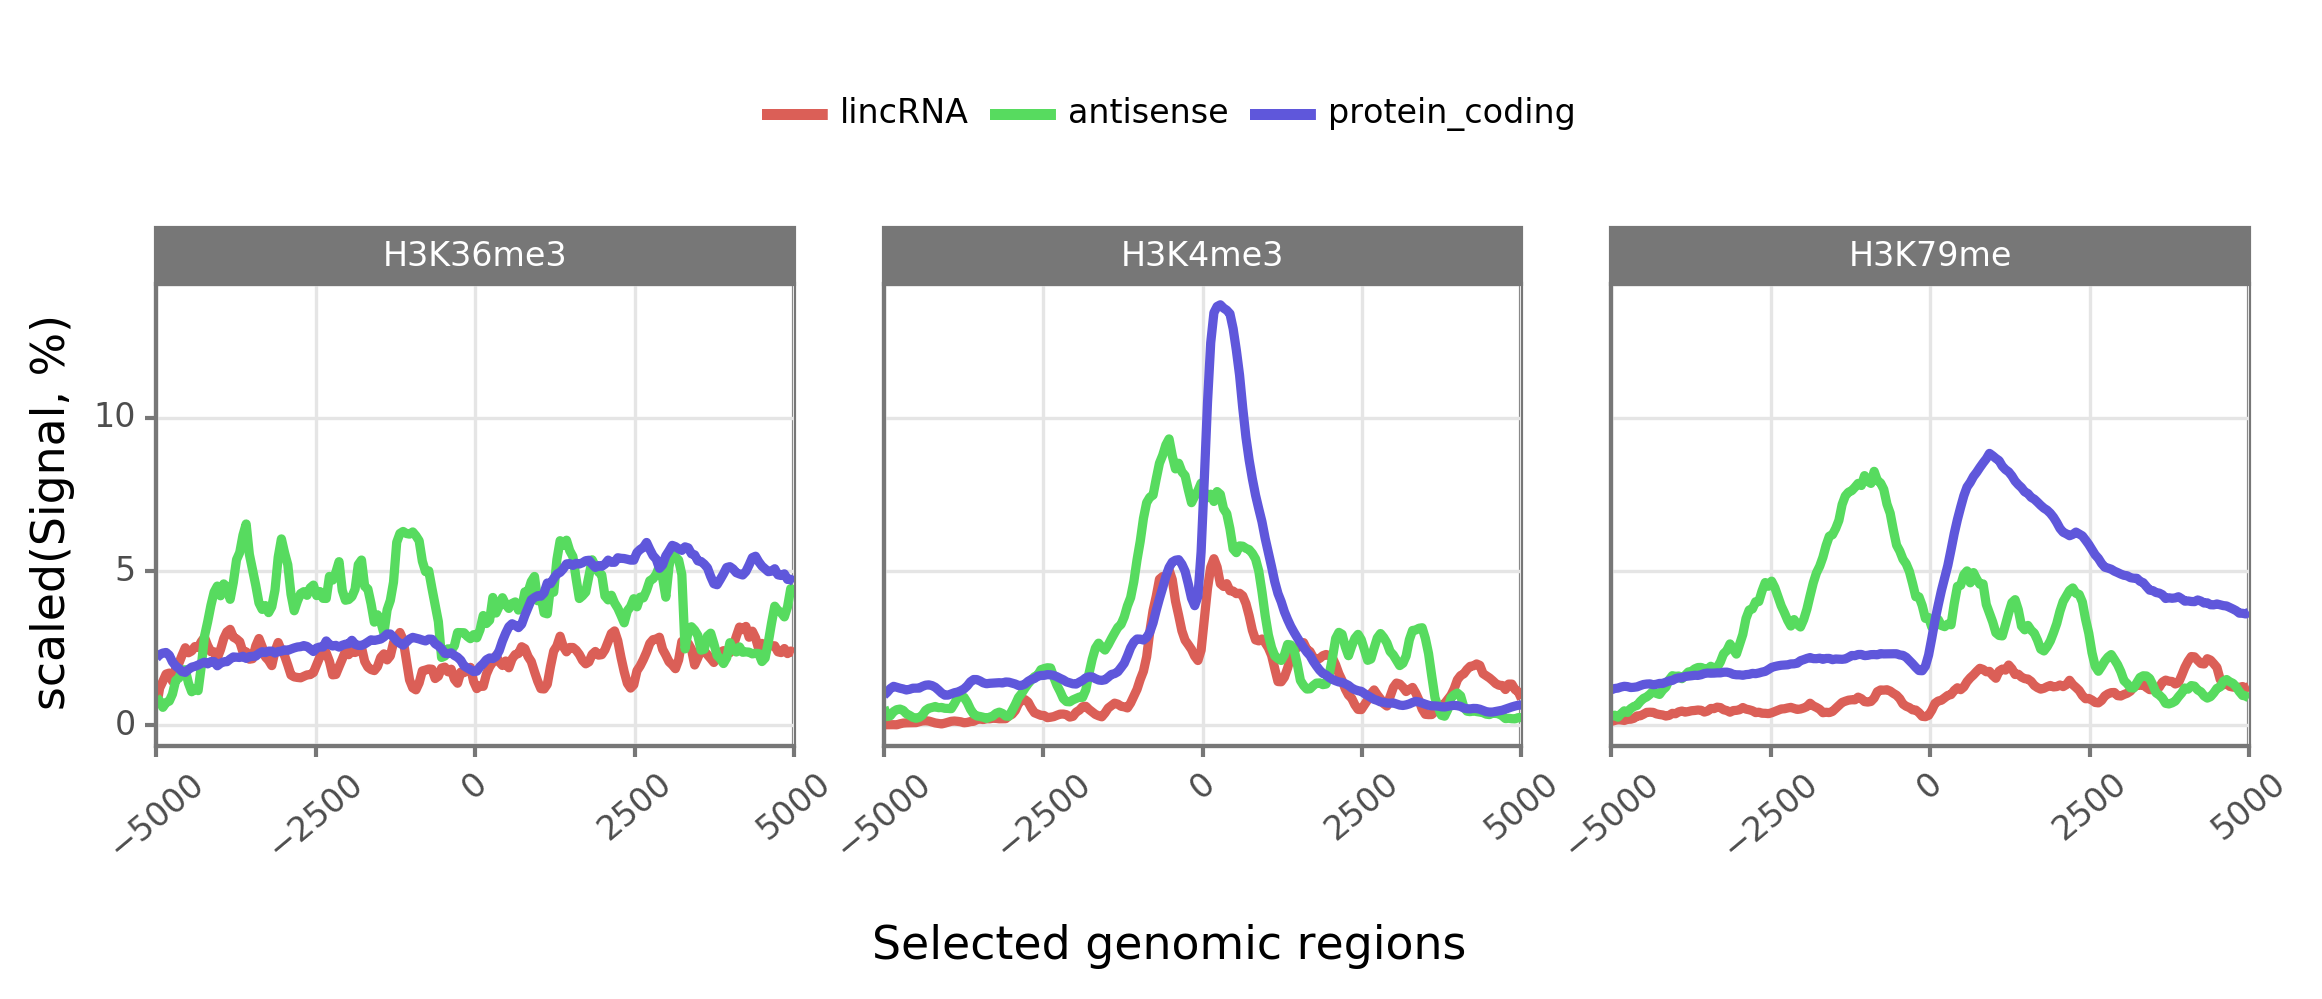 lincRNA antisense protein_coding
H3K36me3 H3K4me3 H3K79me
scaled(Signal, %)
10
5
0
−5000 −2500 0 2500 5000 −5000 −2500 0 2500 5000 −5000 −2500 0 2500 5000
Selected genomic regions